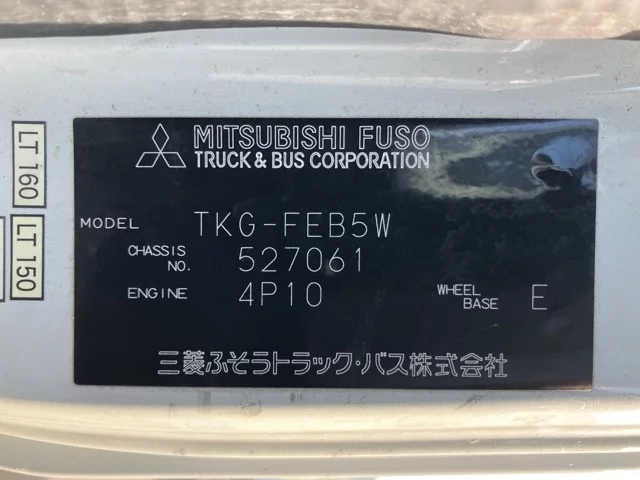 MITSUBISHI FUSO
TRUCK & BUS CORPORATION
MODEL TKG-FEB5W
CHASSIS NO. 527061
ENGINE 4P10 WHEEL BASE E
三菱ふそうトラック・バス株式会社
LT 160
LT 150